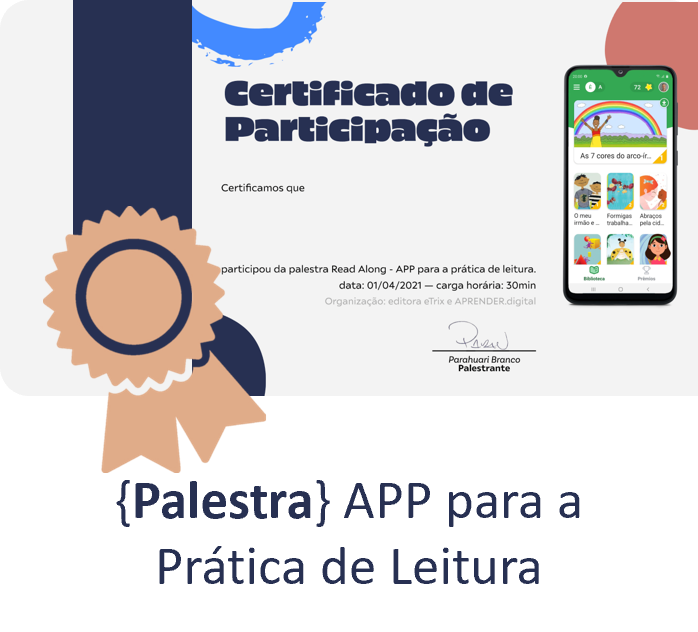 Certificado de
Participação
Certificamos que
participou da palestra Read Along - APP para a prática de leitura.
data: 01/04/2021 — carga horária: 30min
Organização: editora eTrix e APRENDER.digital
Parahuari Branco
Palestrante
72
As 7 cores do arco-ír...
O meu
irmão e ...
Formigas
trabalha...
Abraços
pela cid...
Biblioteca
Prêmios
{Palestra} APP para a
Prática de Leitura